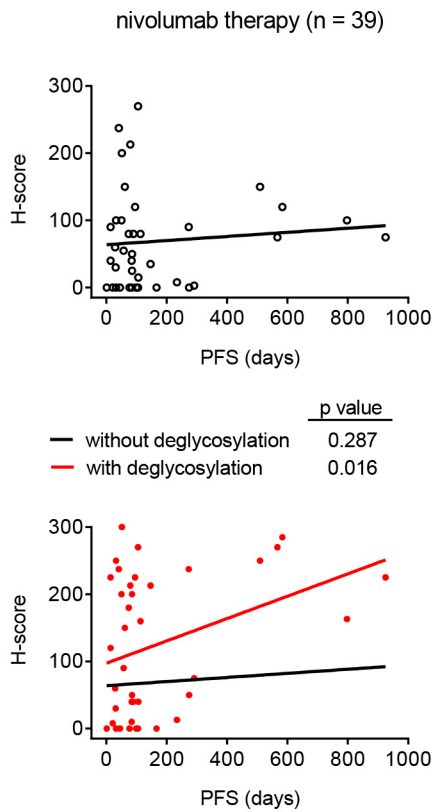 nivolumab therapy (n = 39)
300
200
100
0
H-score
0 200 400 600 800 1000
PFS (days)
p value
without deglycosylation 0.287
with deglycosylation 0.016
300
200
100
0
H-score
0 200 400 600 800 1000
PFS (days)